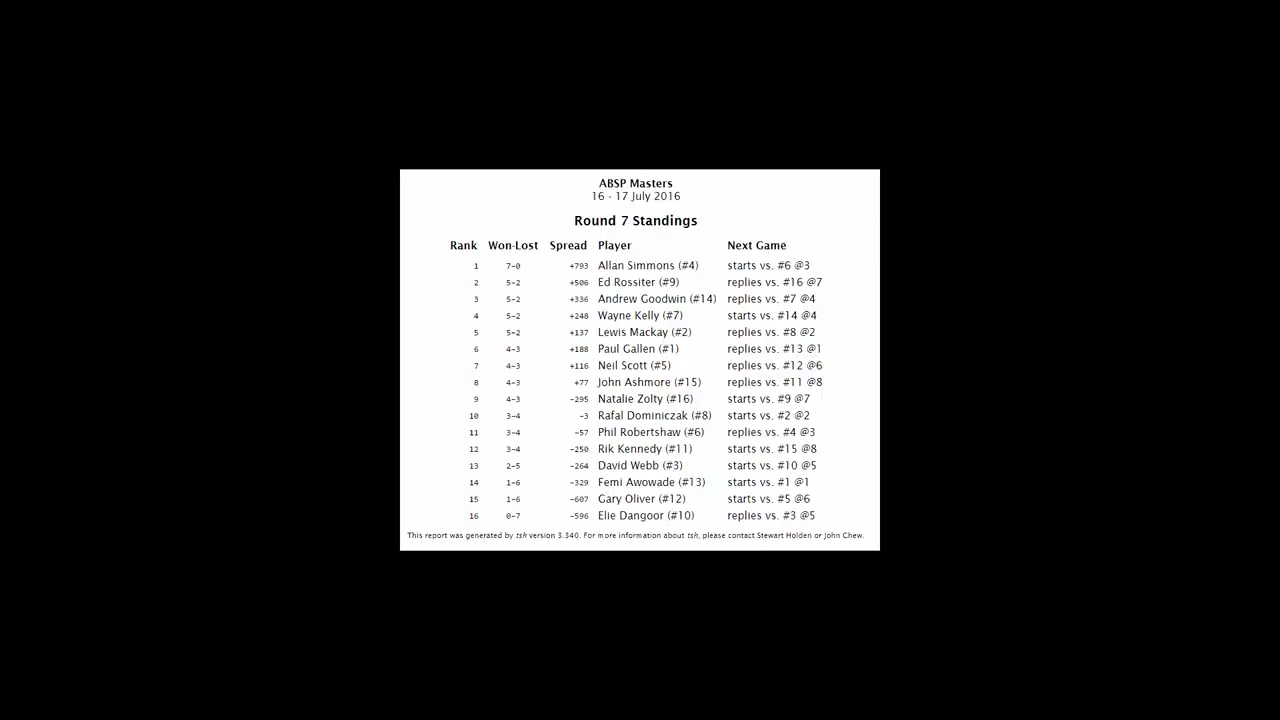 ABSP Masters
16 - 17 July 2016
Round 7 Standings
Rank Won-Lost Spread Player Next Game
1 7-0 +793 Allan Simmons (#4) starts vs. #6 @3
2 5-2 +506 Ed Rossiter (#9) replies vs. #16 @7
3 5-2 +336 Andrew Goodwin (#14) replies vs. #7 @4
4 5-2 +248 Wayne Kelly (#7) starts vs. #14 @4
5 5-2 +137 Lewis Mackay (#2) replies vs. #8 @2
6 4-3 +188 Paul Gallen (#1) replies vs. #13 @1
7 4-3 +116 Neil Scott (#5) replies vs. #12 @6
8 4-3 +77 John Ashmore (#15) replies vs. #11 @8
9 4-3 -295 Natalie Zolty (#16) starts vs. #9 @7
10 3-4 -3 Rafal Dominiczak (#8) starts vs. #2 @2
11 3-4 -57 Phil Robertshaw (#6) replies vs. #4 @3
12 3-4 -250 Rik Kennedy (#11) starts vs. #15 @8
13 2-5 -264 David Webb (#3) starts vs. #10 @5
14 1-6 -329 Femi Awowade (#13) starts vs. #1 @1
15 1-6 -607 Gary Oliver (#12) starts vs. #5 @6
16 0-7 -596 Elie Dangoor (#10) replies vs. #3 @5
This report was generated by tsh version 3.340. For more information about tsh, please contact Stewart Holden or John Chew.